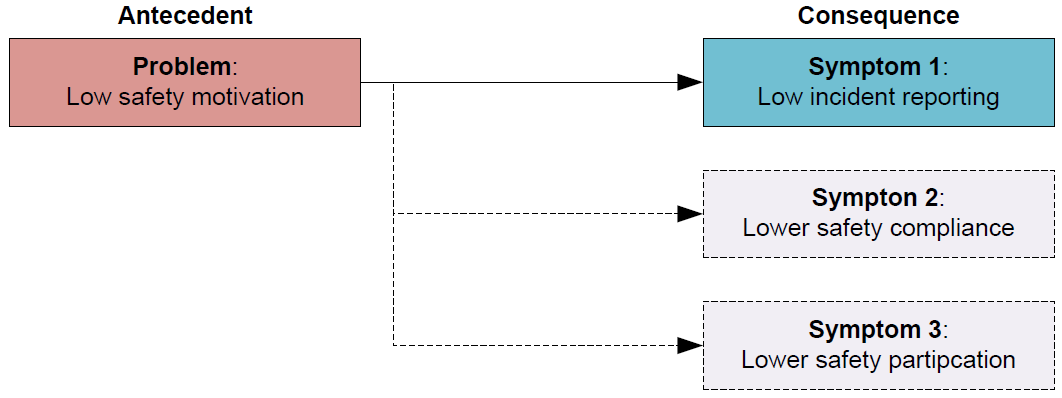 Antecedent
Consequence
Problem:
Low safety motivation
Symptom 1:
Low incident reporting
Sympton 2:
Lower safety compliance
Symptom 3:
Lower safety partipcation